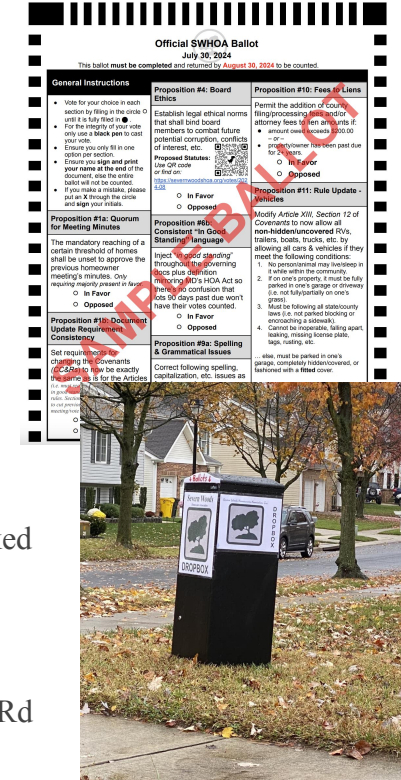 Official SWHOA Ballot
July 30, 2024
This ballot must be completed and returned by August 30, 2024 to be counted.
General Instructions
Vote for your choice in each
section by filling in the circle O
until it is fully filled in ●.
For the integrity of your vote
only use a black pen to cast
your vote.
Ensure you only fill in one
option per section.
Ensure you sign and print
your name at the end of the
document, else the entire
ballot will not be counted.
If you make a mistake, please
put an X through the circle
and sign your initials.
Proposition #1a: Quorum
for Meeting Minutes
The mandatory reaching of a
certain threshold of homes
shall be unset to approve the
previous homeowner
meeting's minutes. Only
requiring majority present in favor.
O In Favor
O Opposed
Proposition #1b: Document
Update Requirement
Consistency
Set requirements
changing the Covenants
(CC&Rs) now be exactly
the same as is for the Articles
Proposition #4: Board
Ethics
Establish legal ethical norms
that shall bind board
members to combat future
potential corruption, conflicts
of interest, etc.
Proposed Statutes:
Use QR code
or find on:
https://severnwoodshoa.org/votes/202
4-08
O In Favor
O Opposed
Proposition #6b:
Consistent "In Good
Standing" language
Inject "good standing"
throughout the governing
docs plus definition
mirroring MD's HOA Act so
there is no confusion that
lots 90 days past due won't
have their votes counted.
O In Favor
O Opposed
Proposition #9a: Spelling
& Grammatical Issues
Correct following spelling,
capitalization, etc. issues as
Proposition #10: Fees to Liens
Permit the addition of county
filing/processing fees and/or
attorney fees to lien amounts if:
amount owed exceeds $200.00
– or –
property/owner has been past due
for 2+ years.
O In Favor
O Opposed
Proposition #11: Rule Update -
Vehicles
Modify Article XIII, Section 12 of
Covenants to now allow all
non-hidden/uncovered RVs,
trailers, boats, trucks, etc. by
allowing all cars & vehicles if they
meet the following conditions:
1. No person/animal may live/sleep in
it while within the community.
2. If on one's property, it must be fully
parked in one's garage or driveway
(i.e. not fully/partially on one's
grass).
3. Must be following all state/county
laws (i.e. not parked blocking or
encroaching a sidewalk).
4. Cannot be inoperable, falling apart,
leaking, missing license plate,
tags, rusting, etc.
… else, must be parked in one's
garage, completely hidden/covered, or
fashioned with a fitted cover.
SAMPLE BALLOT
Ballots
Severn Woods
DROPBOX
DROPBOX
Rd